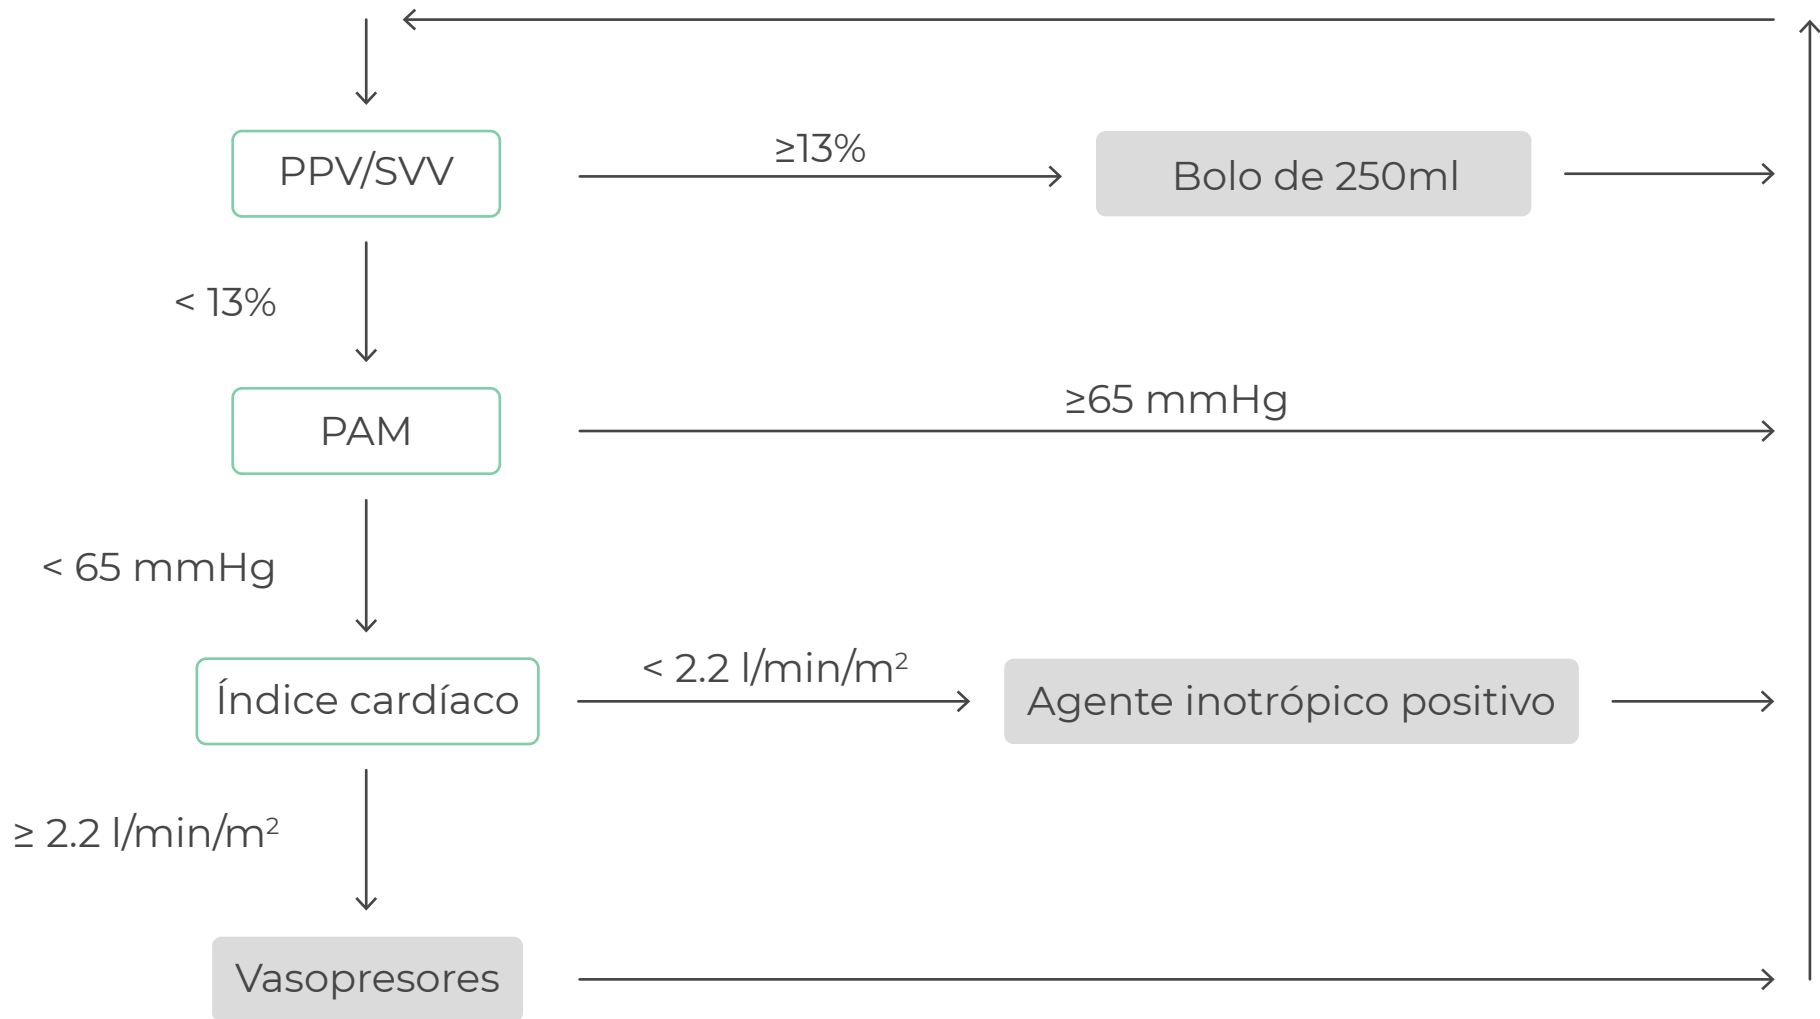 PPV/SVV
≥13%
Bolo de 250ml
< 13%
PAM
≥65 mmHg
< 65 mmHg
Índice cardíaco
< 2.2 l/min/m²
Agente inotrópico positivo
≥ 2.2 l/min/m²
Vasopresores